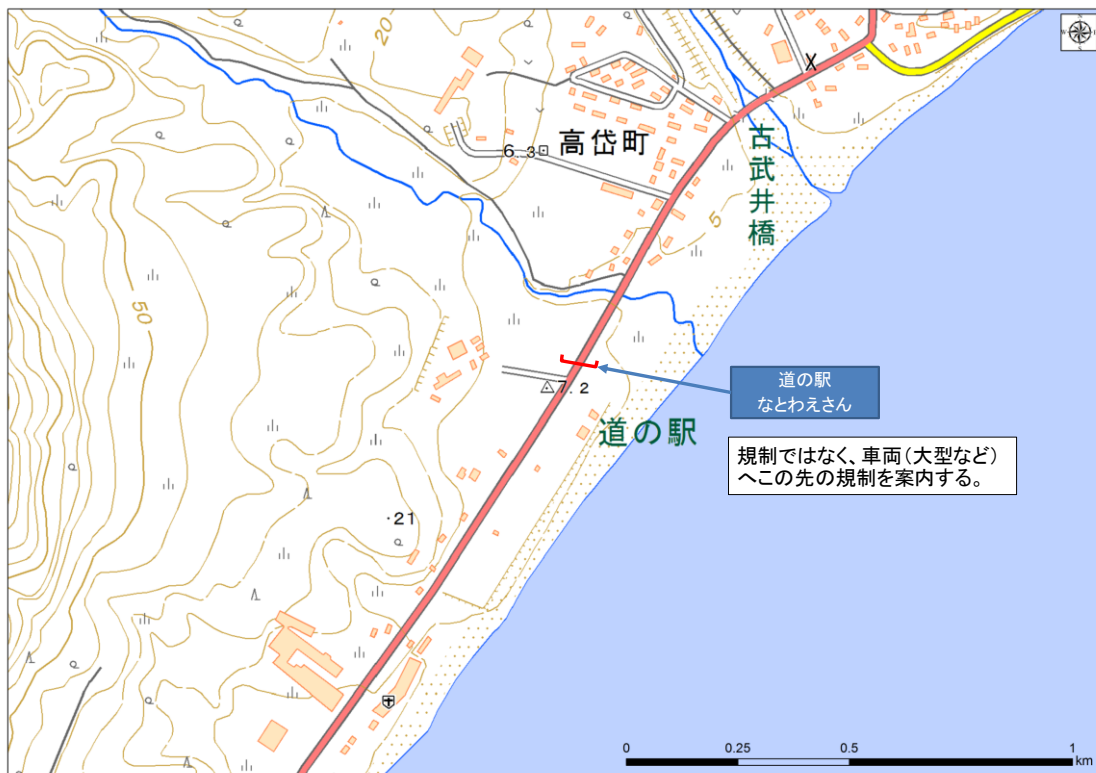 20
高岱町
6.3
古武井橋
5
50
7.2
道の駅
道の駅
なとわえさん
規制ではなく、車両(大型など)
へこの先の規制を案内する。
21
0 0.25 0.5 1
km